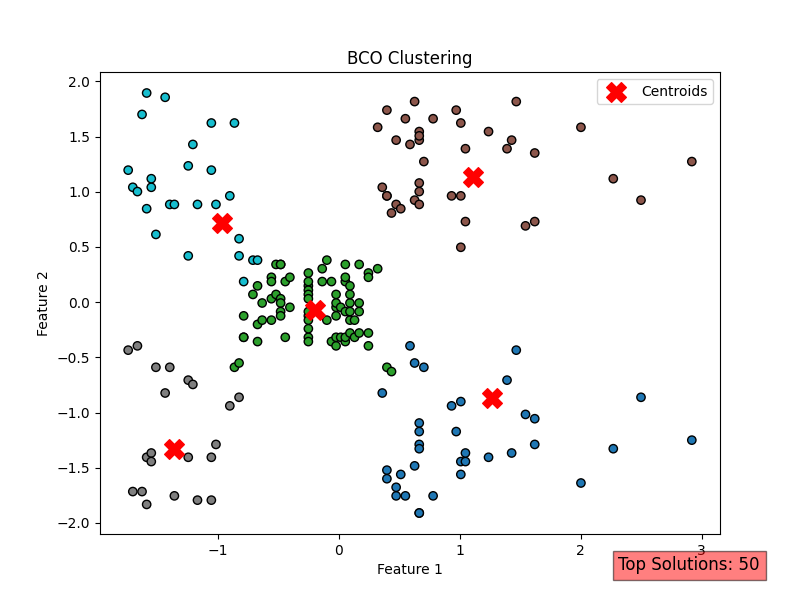 BCO Clustering
Centroids
2.0
1.5
1.0
0.5
0.0
−0.5
−1.0
−1.5
−2.0
Feature 2
−1
0
1
2
3
Feature 1
Top Solutions: 50